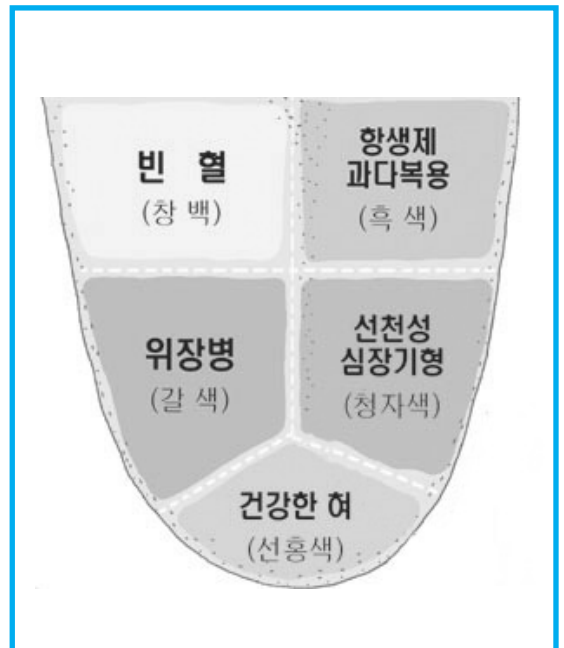 빈 혈
(창 백)
항생제
과다복용
(흑 색)
위장병
(갈 색)
선천성
심장기형
(청자색)
건강한 혀
(선홍색)